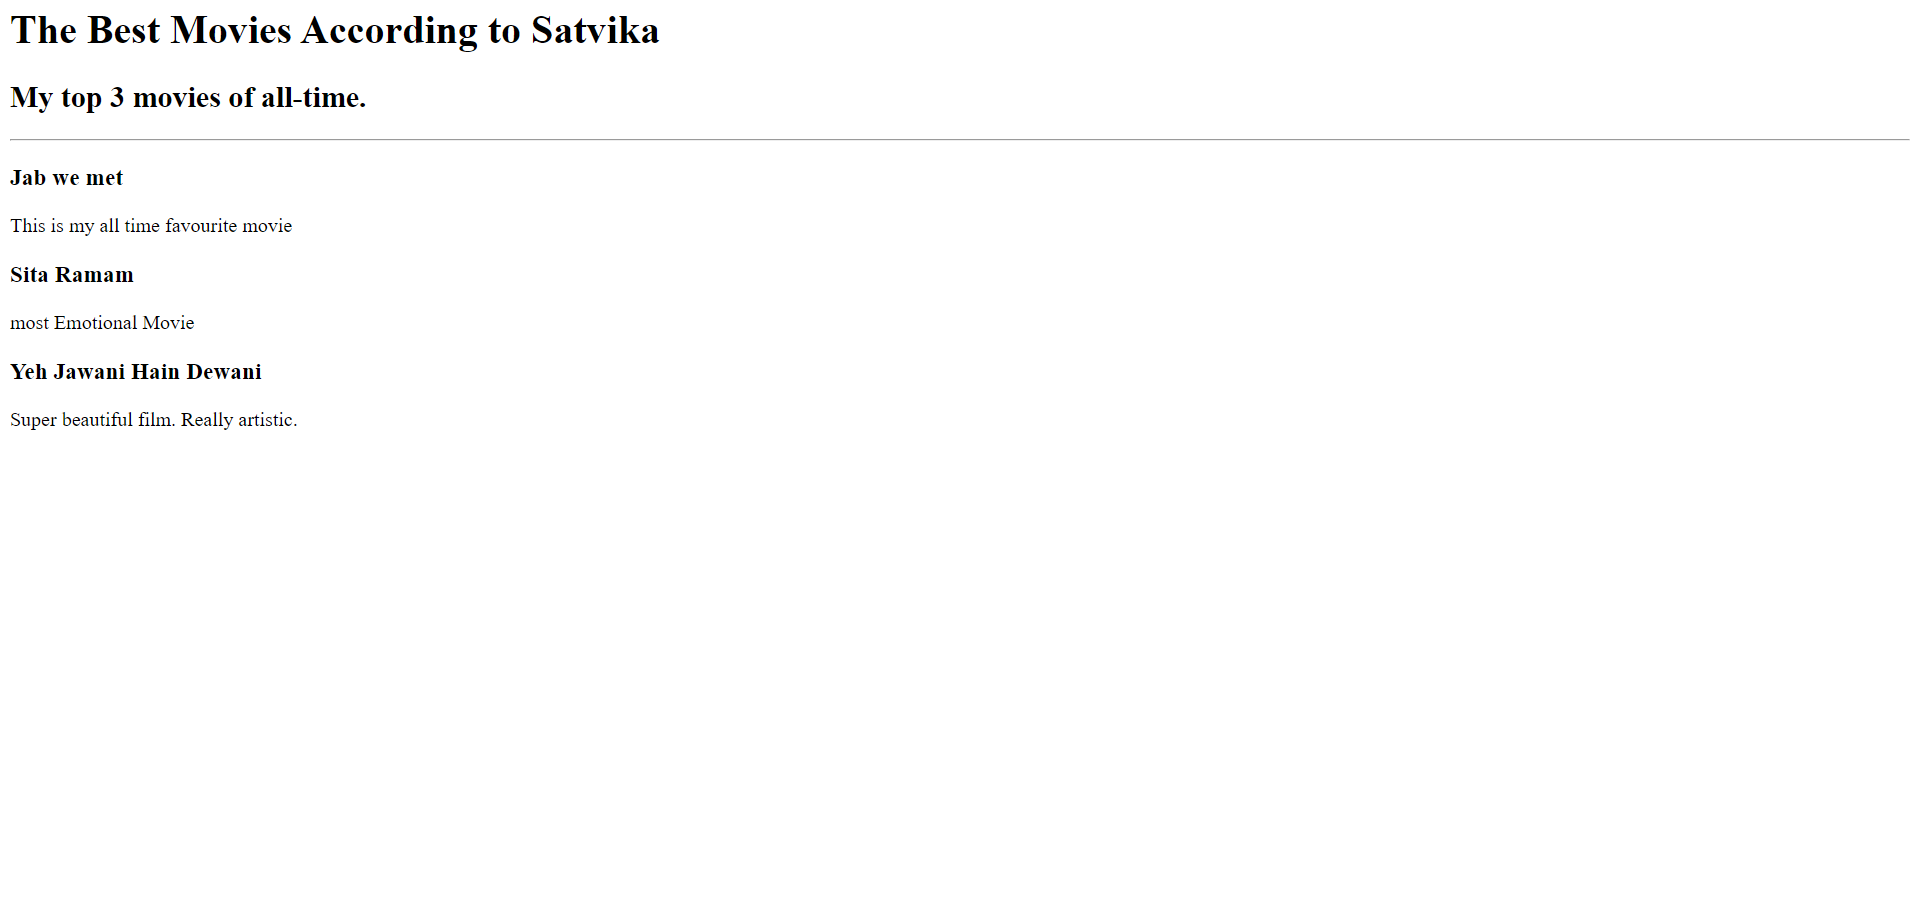 The Best Movies According to Satvika
My top 3 movies of all-time.
Jab we met
This is my all time favourite movie
Sita Ramam
most Emotional Movie
Yeh Jawani Hain Dewani
Super beautiful film. Really artistic.